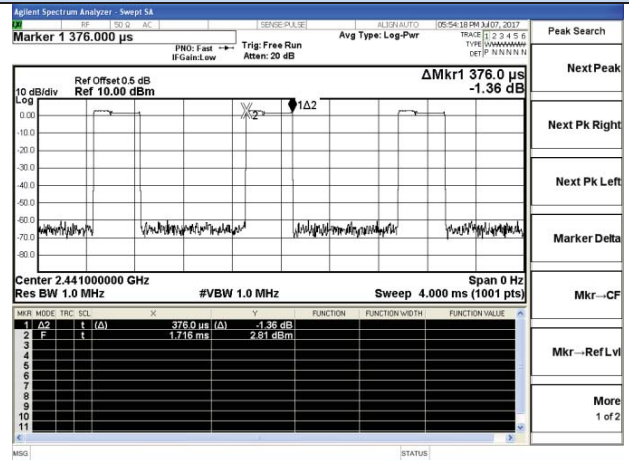 Agilent Spectrum Analyzer - Swept SA
RF 50 Ω AC SENSE:PULSE ALIGNAUTO 05:54:18 PM Jul 07, 2017
Marker 1 376.000 µs
PNO: Fast Trig: Free Run Avg Type: Log-Pwr TRACE 1 2 3 4 5 6
TYPE WWWWWW
IFGain:Low Atten: 20 dB DET P N N N N N
Peak Search
Next Peak
Next Pk Right
Next Pk Left
Marker Delta
Mkr→CF
Mkr→Ref Lvl
More
1 of 2
Ref Offset 0.5 dB ΔMkr1 376.0 µs
10 dB/div Ref 10.00 dBm -1.36 dB
Log
1Δ2
2
0.00
-10.0
-20.0
-30.0
-40.0
-50.0
-60.0
-70.0
-80.0
Center 2.441000000 GHz Span 0 Hz
Res BW 1.0 MHz #VBW 1.0 MHz Sweep 4.000 ms (1001 pts)
MKR MODE TRC SCL X Y FUNCTION FUNCTION WIDTH FUNCTION VALUE
1 Δ2 t (Δ) 376.0 µs (Δ) -1.36 dB
2 F t 1.716 ms 2.81 dBm
3
4
5
6
7
8
9
10
11
MSG STATUS